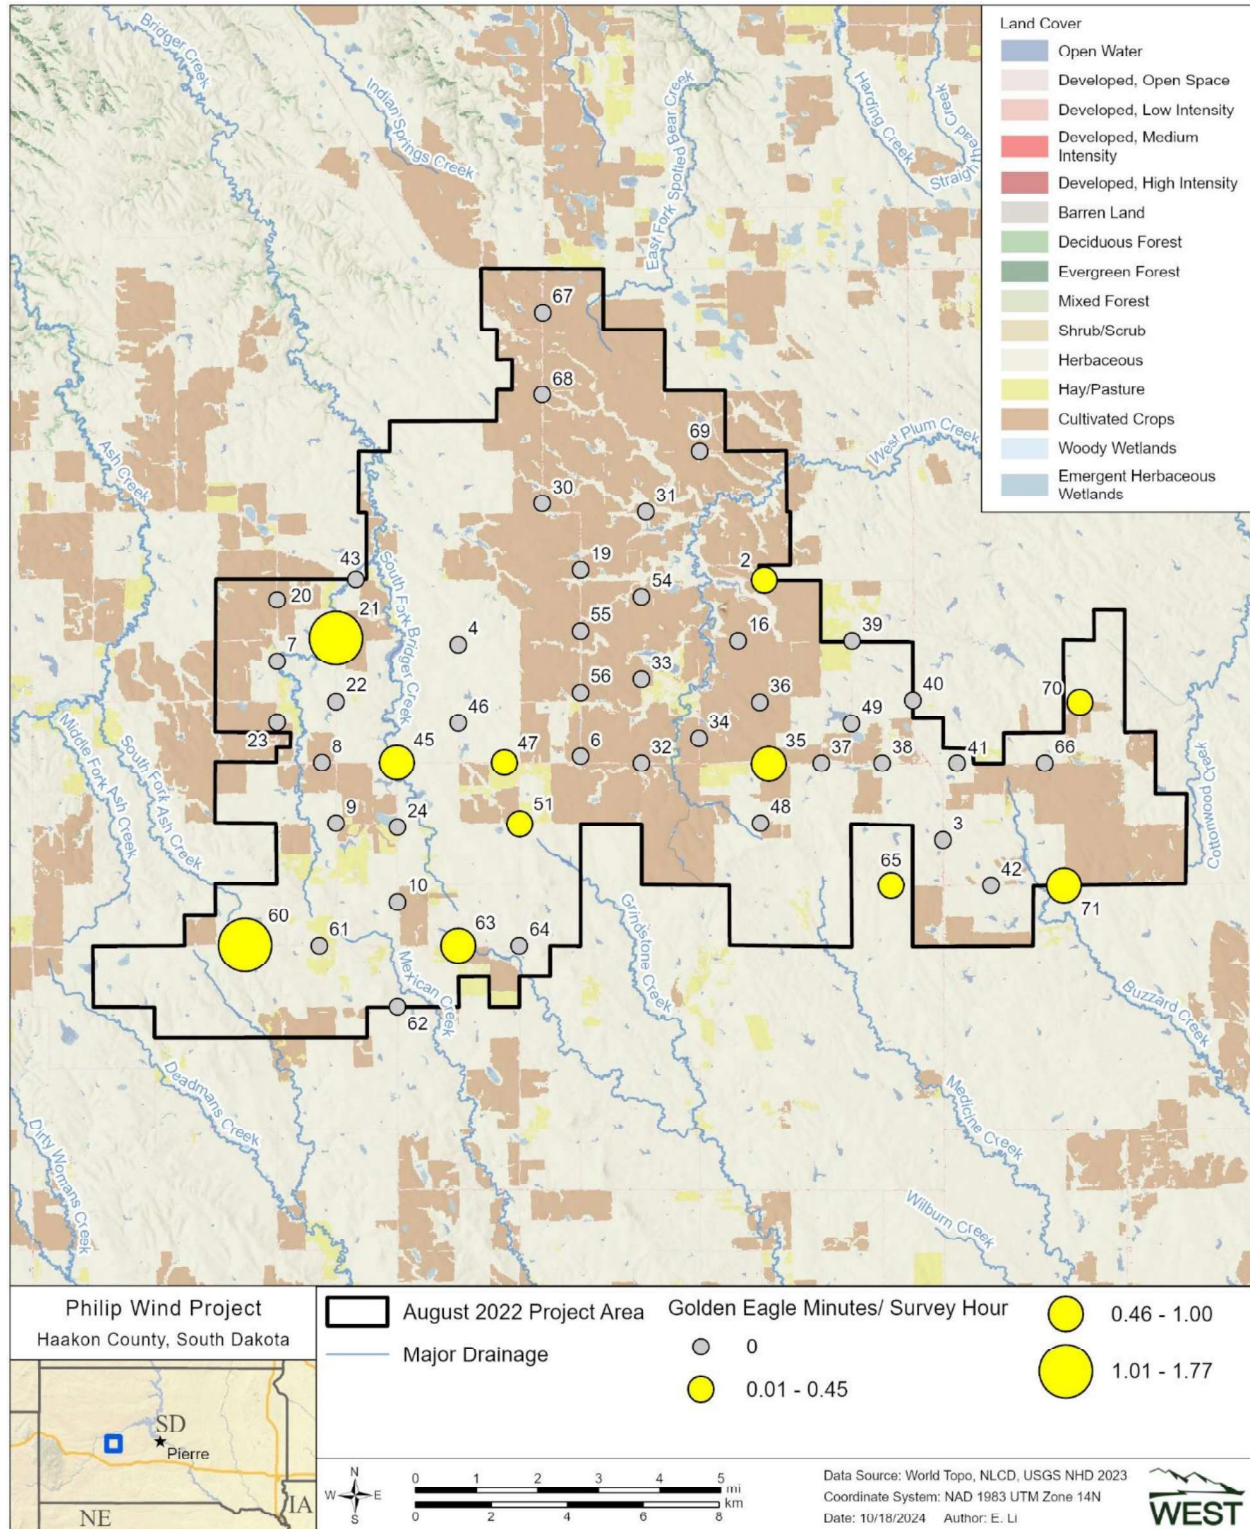 Land Cover
Open Water
Developed, Open Space
Developed, Low Intensity
Developed, Medium
Intensity
Developed, High Intensity
Barren Land
Deciduous Forest
Evergreen Forest
Mixed Forest
Shrub/Scrub
Herbaceous
Hay/Pasture
Cultivated Crops
Woody Wetlands
Emergent Herbaceous
Wetlands
Bridger Creek
Indian Springs Creek
East Fork Spotted Bear Creek
Harding Creek
Straight head Creek
67
68
69
West Plum Creek
Ash Creek
30
31
19
43
South Fork Bridger Creek
2
20
54
21
55
4
16
39
7
33
22
56
36
40
70
46
49
34
23
Middle Fork Ash Creek
South Fork Ash Creek
8
45
47
6
32
35
37
38
41
66
Cottonwood Creek
9
24
51
48
3
65
42
10
71
60
61
63
64
Grindstone Creek
Mexican Creek
62
Buzzard Creek
Deadmans Creek
Medicine Creek
Dirty Womans Creek
Wilburn Creek
Philip Wind Project
Haakon County, South Dakota
August 2022 Project Area
Major Drainage
Golden Eagle Minutes/ Survey Hour
0
0.01 - 0.45
0.46 - 1.00
1.01 - 1.77
SD
Pierre
NE
IA
N
W E
S
0 1 2 3 4 5
mi
km
0 2 4 6 8
Data Source: World Topo, NLCD, USGS NHD 2023
Coordinate System: NAD 1983 UTM Zone 14N
Date: 10/18/2024 Author: E. Li
WEST